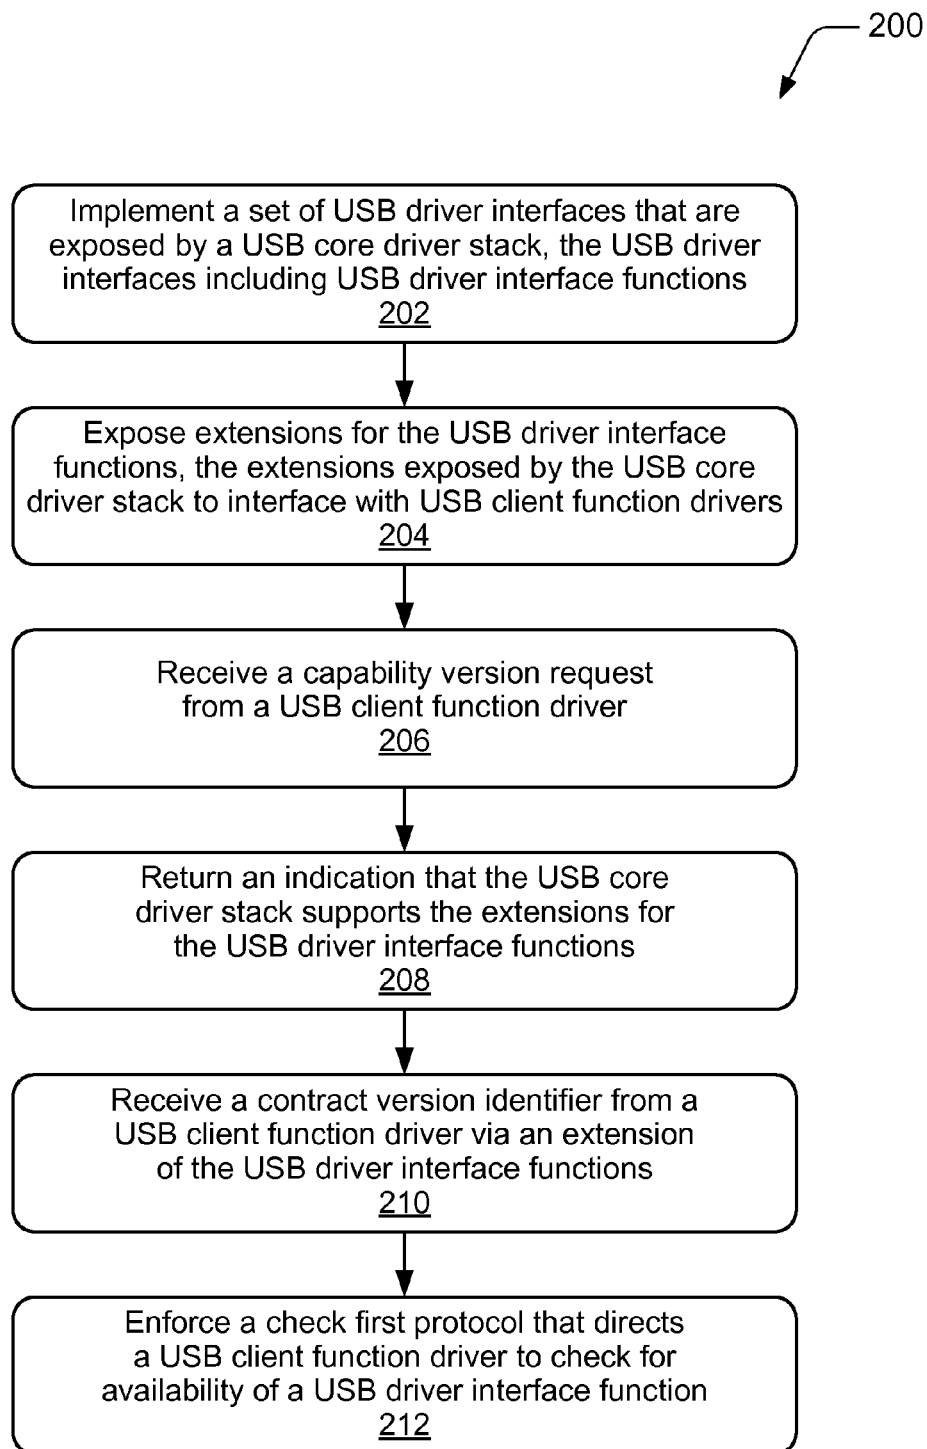 200
Implement a set of USB driver interfaces that are
exposed by a USB core driver stack, the USB driver
interfaces including USB driver interface functions
202
Expose extensions for the USB driver interface
functions, the extensions exposed by the USB core
driver stack to interface with USB client function drivers
204
Receive a capability version request
from a USB client function driver
206
Return an indication that the USB core
driver stack supports the extensions for
the USB driver interface functions
208
Receive a contract version identifier from a
USB client function driver via an extension
of the USB driver interface functions
210
Enforce a check first protocol that directs
a USB client function driver to check for
availability of a USB driver interface function
212